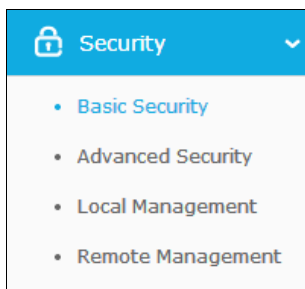 Security
Basic Security
Advanced Security
Local Management
Remote Management